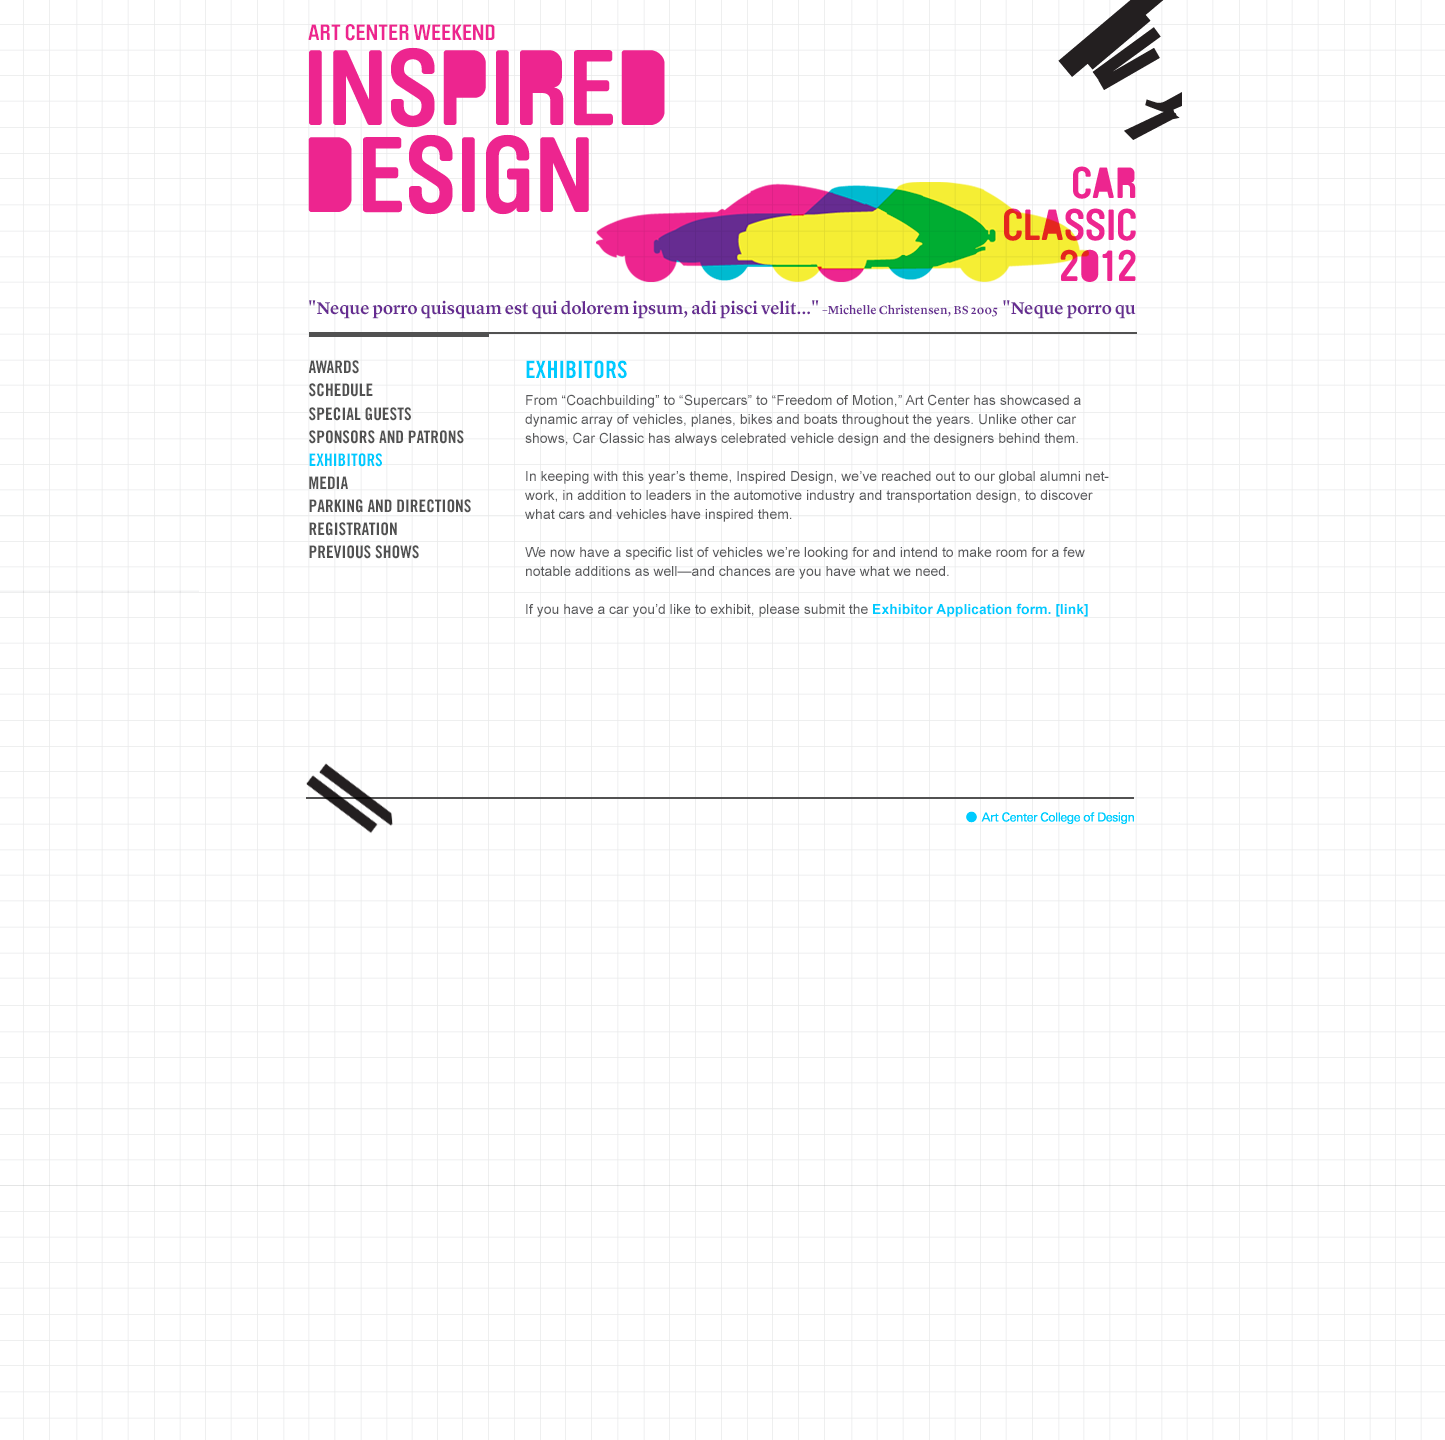 ART CENTER WEEKEND
INSPIRED
DESIGN
CAR
CLASSIC
2012
"Neque porro quisquam est qui dolorem ipsum, adi pisci velit..." –Michelle Christensen, BS 2005 "Neque porro qu
AWARDS
SCHEDULE
SPECIAL GUESTS
SPONSORS AND PATRONS
EXHIBITORS
MEDIA
PARKING AND DIRECTIONS
REGISTRATION
PREVIOUS SHOWS
EXHIBITORS
From “Coachbuilding” to “Supercars” to “Freedom of Motion,” Art Center has showcased a
dynamic array of vehicles, planes, bikes and boats throughout the years. Unlike other car
shows, Car Classic has always celebrated vehicle design and the designers behind them.
In keeping with this year’s theme, Inspired Design, we’ve reached out to our global alumni net-
work, in addition to leaders in the automotive industry and transportation design, to discover
what cars and vehicles have inspired them.
We now have a specific list of vehicles we’re looking for and intend to make room for a few
notable additions as well—and chances are you have what we need.
If you have a car you’d like to exhibit, please submit the Exhibitor Application form. [link]
Art Center College of Design